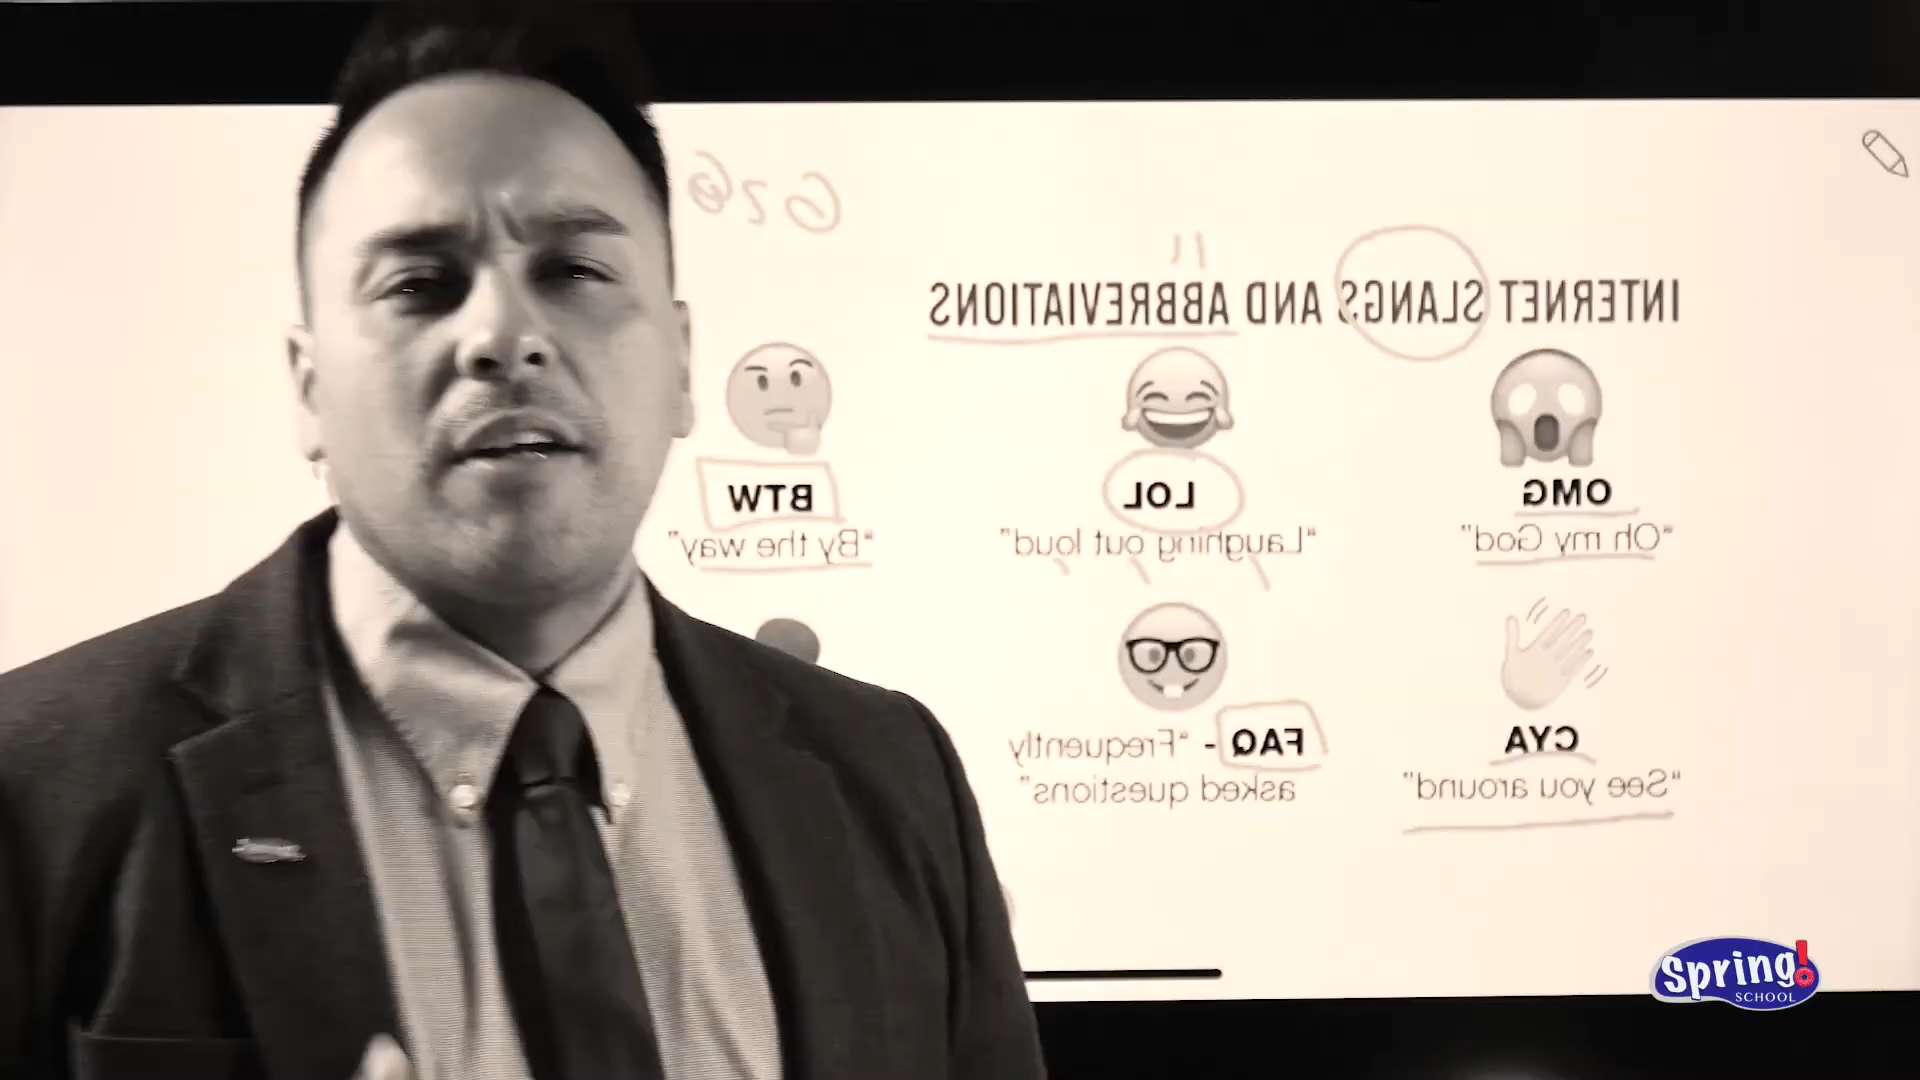 INTERNET SLANGS AND ABBREVIATIONS
OMG
"Oh my God"
LOL
"Laughing out loud"
BTW
"By the way"
CYA
"See you around"
FAQ - "Frequently
asked questions"
Spring!
SCHOOL